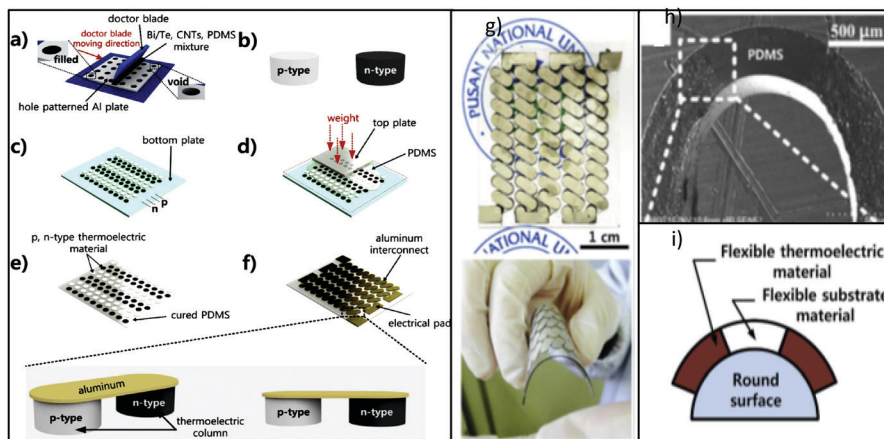 a)
doctor blade
doctor blade
moving direction
Bi/Te, CNTs, PDMS
mixture
filled
void
hole patterned Al plate
b)
p-type
n-type
c)
bottom plate
n
p
d)
weight
top plate
PDMS
e)
p, n-type thermoelectric
material
cured PDMS
f)
aluminum
interconnect
electrical pad
aluminum
p-type
n-type
thermoelectric
column
p-type
n-type
g)
PUSAN NATIONAL UN
1 cm
NATIONAL UNI
h)
PDMS
500 μm
i)
Flexible thermoelectric
material
Flexible substrate
material
Round
surface